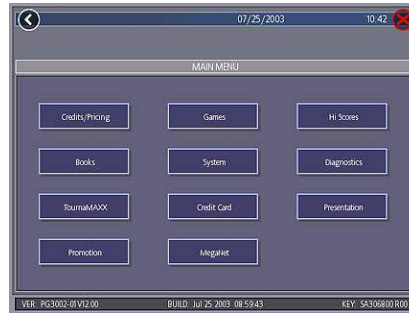 07/25/2003 10:42
MAIN MENU
Credits/Pricing Games Hi Scores
Books System Diagnostics
TournaMAXX Credit Card Presentation
Promotion MegaNet
VER: PG3002-01V12.00 BUILD: Jul 25 2003 08:59:43 KEY: SA306800 R00